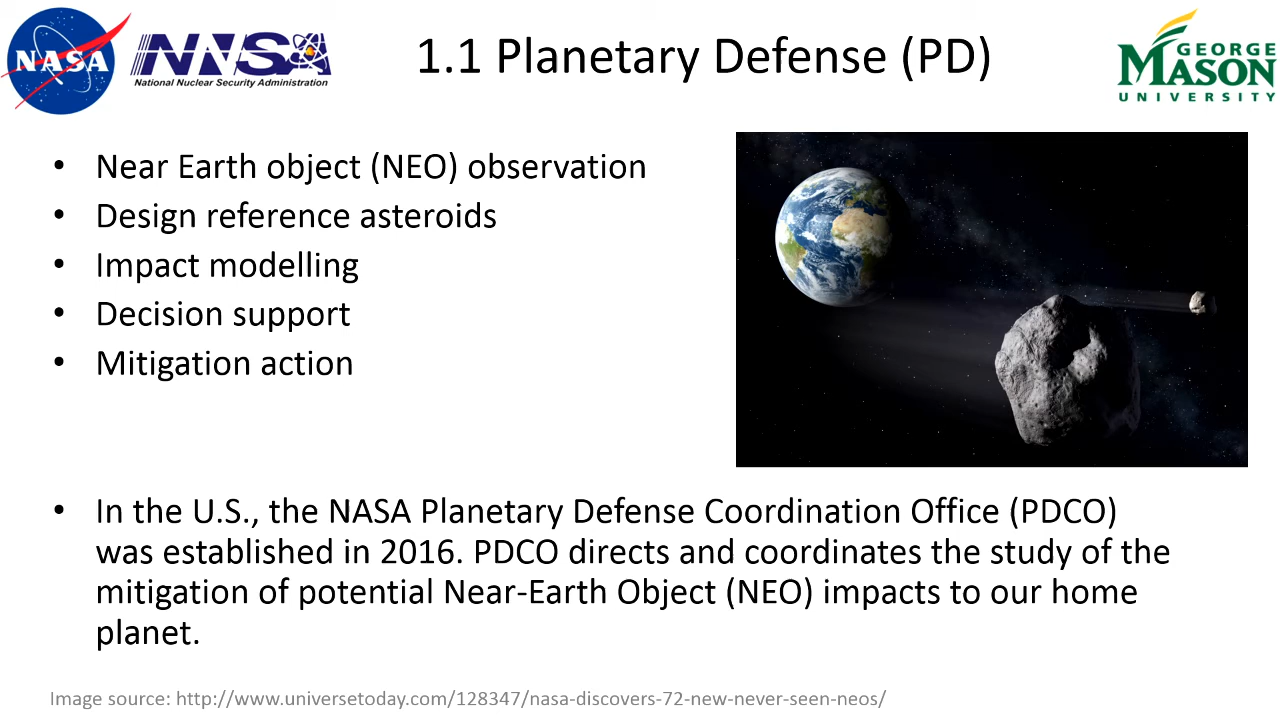 NASA
NNSA
National Nuclear Security Administration
1.1 Planetary Defense (PD)
GEORGE
MASON
UNIVERSITY
• Near Earth object (NEO) observation
• Design reference asteroids
• Impact modelling
• Decision support
• Mitigation action
• In the U.S., the NASA Planetary Defense Coordination Office (PDCO)
was established in 2016. PDCO directs and coordinates the study of the
mitigation of potential Near-Earth Object (NEO) impacts to our home
planet.
Image source: http://www.universetoday.com/128347/nasa-discovers-72-new-never-seen-neos/